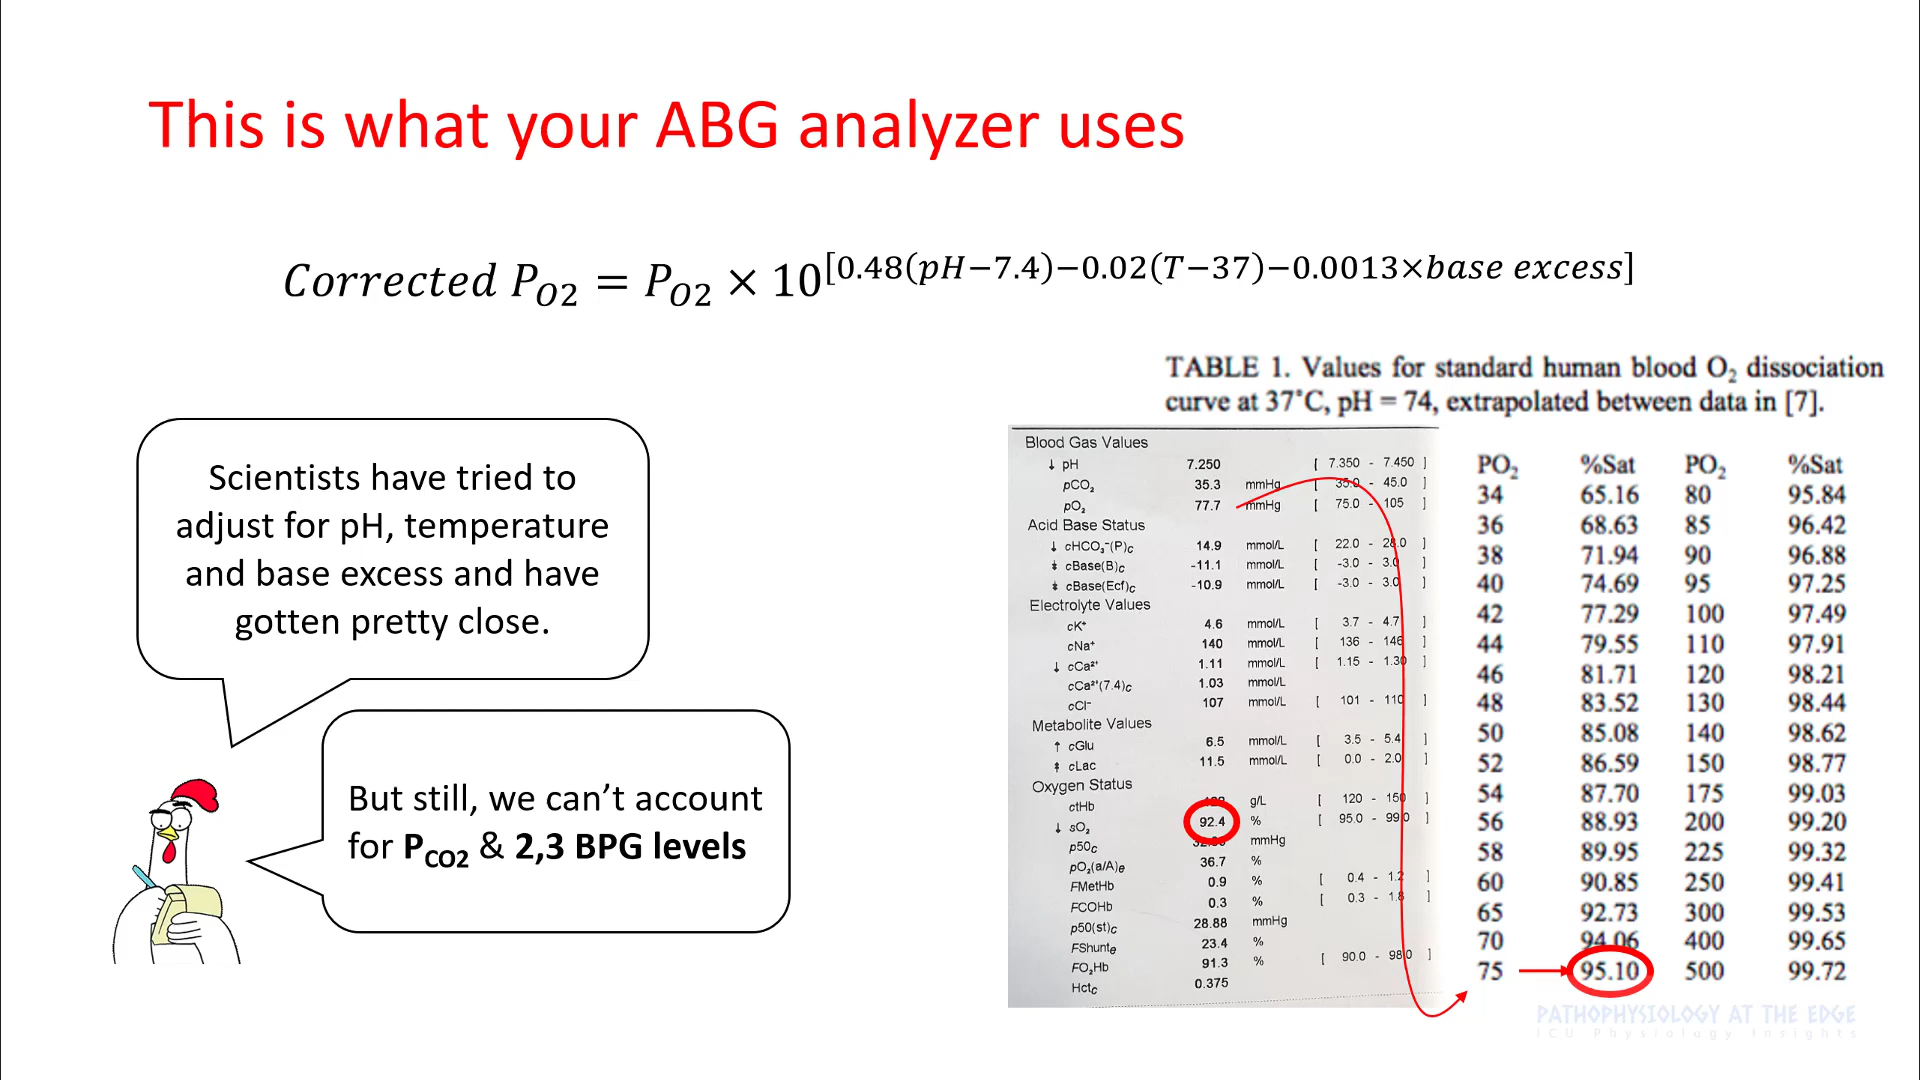 This is what your ABG analyzer uses
Corrected P_{O2} = P_{O2} × 10^{[0.48(pH−7.4)−0.02(T−37)−0.0013×base excess]}
TABLE 1. Values for standard human blood O₂ dissociation
curve at 37°C, pH = 74, extrapolated between data in [7].
Scientists have tried to
adjust for pH, temperature
and base excess and have
gotten pretty close.
But still, we can’t account
for P_{CO2} & 2,3 BPG levels
Blood Gas Values
↓ pH 7.250 [ 7.350 - 7.450 ]
pCO₂ 35.3 mmHg [ 35.0 - 45.0 ]
pO₂ 77.7 mmHg [ 75.0 - 105 ]
Acid Base Status
↓ cHCO₃⁻(P)c 14.9 mmol/L [ 22.0 - 28.0 ]
cBase(B)c -11.1 mmol/L [ -3.0 - 3.0 ]
cBase(Ecf)c -10.9 mmol/L [ -3.0 - 3.0 ]
Electrolyte Values
cK⁺ 4.6 mmol/L [ 3.7 - 4.7 ]
cNa⁺ 140 mmol/L [ 136 - 146 ]
↓ cCa²⁺ 1.11 mmol/L [ 1.15 - 1.30 ]
cCa²⁺(7.4)c 1.03 mmol/L
cCl⁻ 107 mmol/L [ 101 - 110 ]
Metabolite Values
↑ cGlu 6.5 mmol/L [ 3.5 - 5.4 ]
cLac 11.5 mmol/L [ 0.0 - 2.0 ]
Oxygen Status
ctHb g/L [ 120 - 150 ]
↓ sO₂ 92.4 % [ 95.0 - 99.0 ]
p50c mmHg
pO₂(a/A)e 36.7 %
FMetHb 0.9 % [ 0.4 - 1.2 ]
FCOHb 0.3 % [ 0.3 - 1.8 ]
p50(st)c 28.88 mmHg
FShunte 23.4 %
FO₂Hb 91.3 % [ 90.0 - 98.0 ]
Hctc 0.375
PO₂ %Sat PO₂ %Sat
34 65.16 80 95.84
36 68.63 85 96.42
38 71.94 90 96.88
40 74.69 95 97.25
42 77.29 100 97.49
44 79.55 110 97.91
46 81.71 120 98.21
48 83.52 130 98.44
50 85.08 140 98.62
52 86.59 150 98.77
54 87.70 175 99.03
56 88.93 200 99.20
58 89.95 225 99.32
60 90.85 250 99.41
65 92.73 300 99.53
70 94.06 400 99.65
75 95.10 500 99.72
PATHOPHYSIOLOGY AT THE EDGE
ICU Physiology Insights